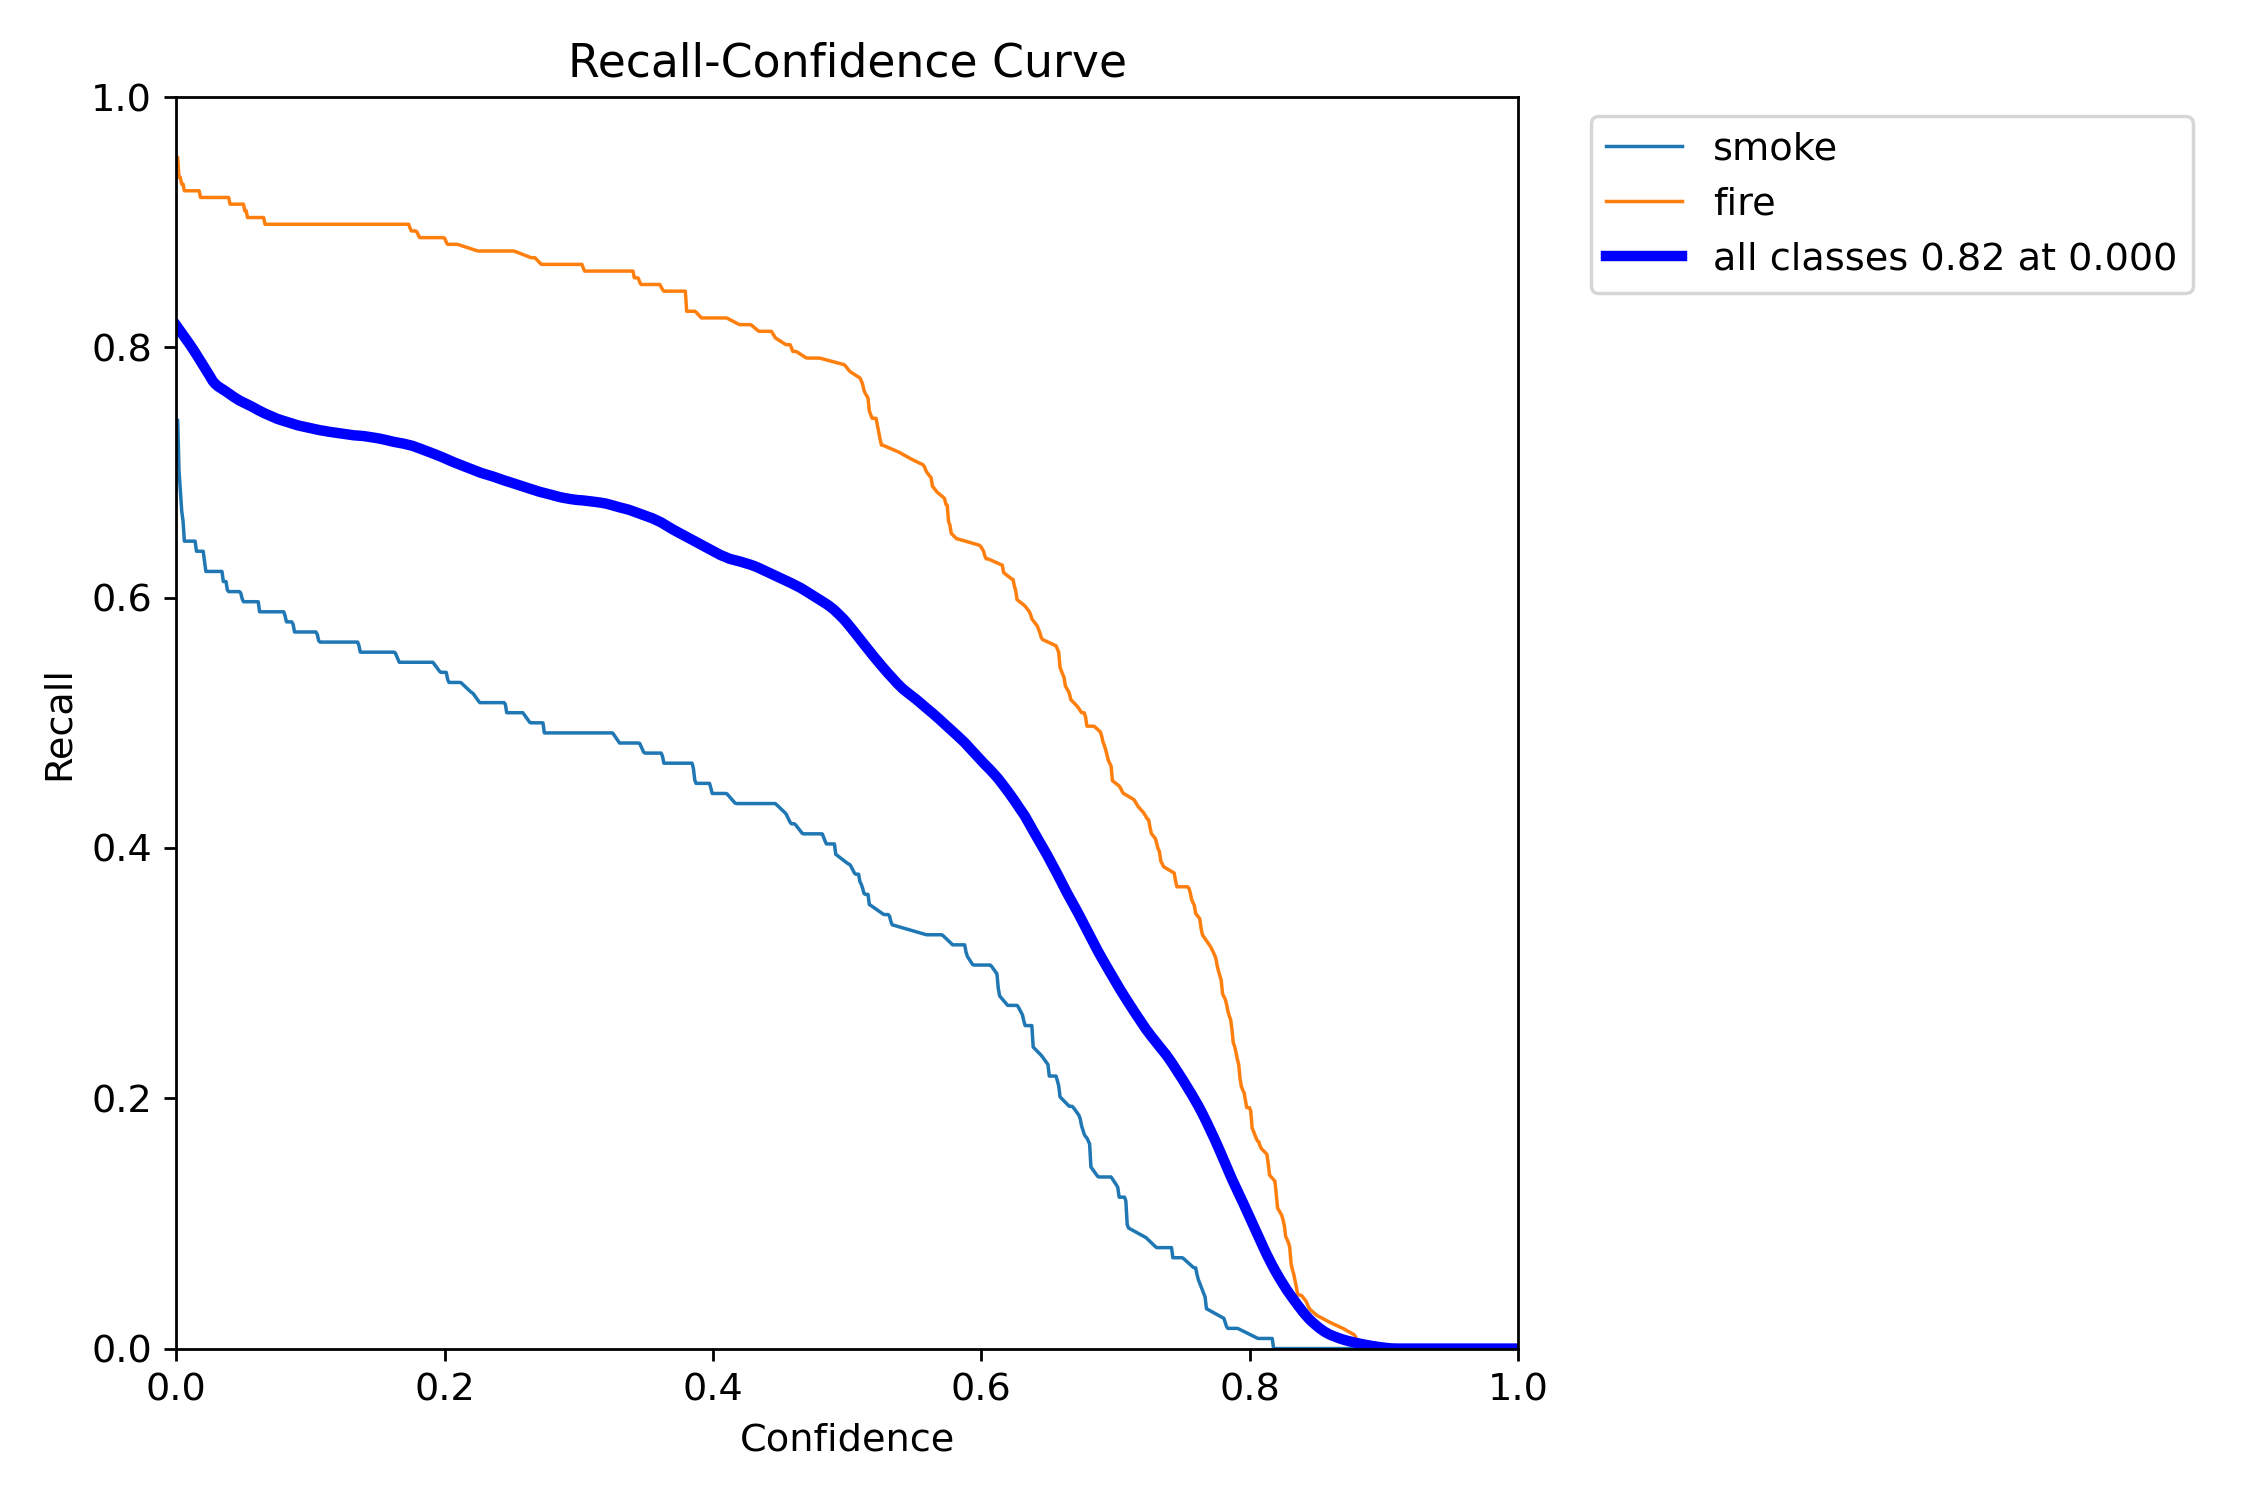 Recall-Confidence Curve
1.0
0.8
0.6
0.4
0.2
0.0
Recall
0.0 0.2 0.4 0.6 0.8 1.0
Confidence
smoke
fire
all classes 0.82 at 0.000